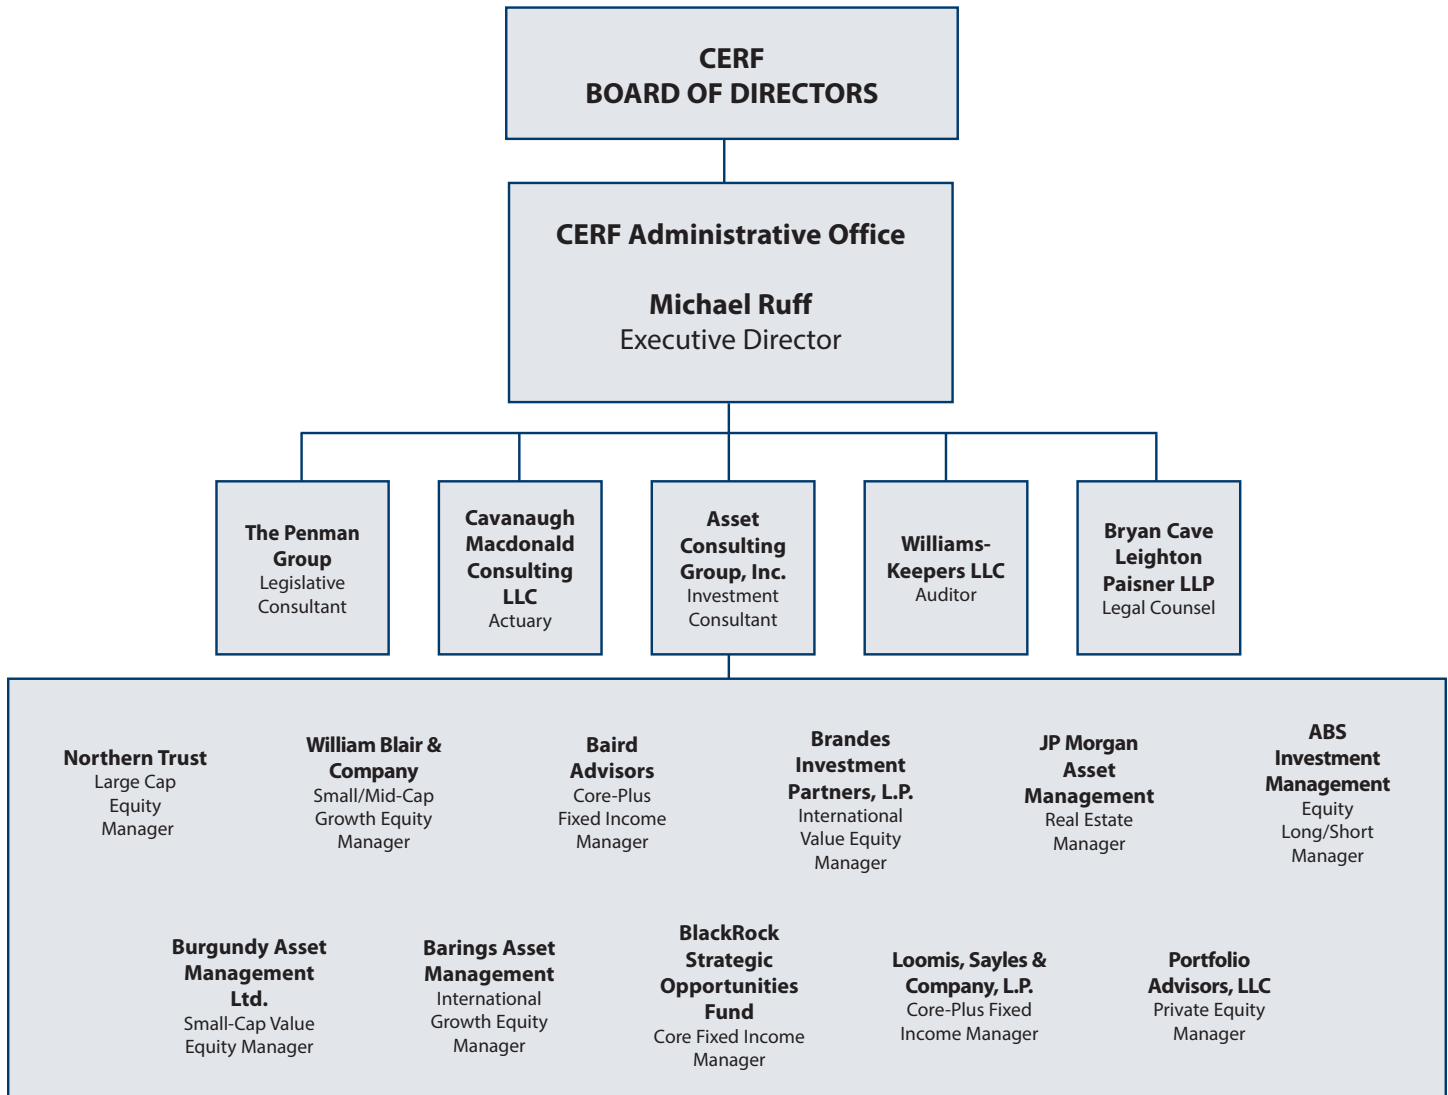 CERF
BOARD OF DIRECTORS
CERF Administrative Office
Michael Ruff
Executive Director
The Penman
Group
Legislative
Consultant
Cavanaugh
Macdonald
Consulting
LLC
Actuary
Asset
Consulting
Group, Inc.
Investment
Consultant
Williams-
Keepers LLC
Auditor
Bryan Cave
Leighton
Paisner LLP
Legal Counsel
Northern Trust
Large Cap
Equity
Manager
William Blair &
Company
Small/Mid-Cap
Growth Equity
Manager
Baird
Advisors
Core-Plus
Fixed Income
Manager
Brandes
Investment
Partners, L.P.
International
Value Equity
Manager
JP Morgan
Asset
Management
Real Estate
Manager
ABS
Investment
Management
Equity
Long/Short
Manager
Burgundy Asset
Management
Ltd.
Small-Cap Value
Equity Manager
Barings Asset
Management
International
Growth Equity
Manager
BlackRock
Strategic
Opportunities
Fund
Core Fixed Income
Manager
Loomis, Sayles &
Company, L.P.
Core-Plus Fixed
Income Manager
Portfolio
Advisors, LLC
Private Equity
Manager